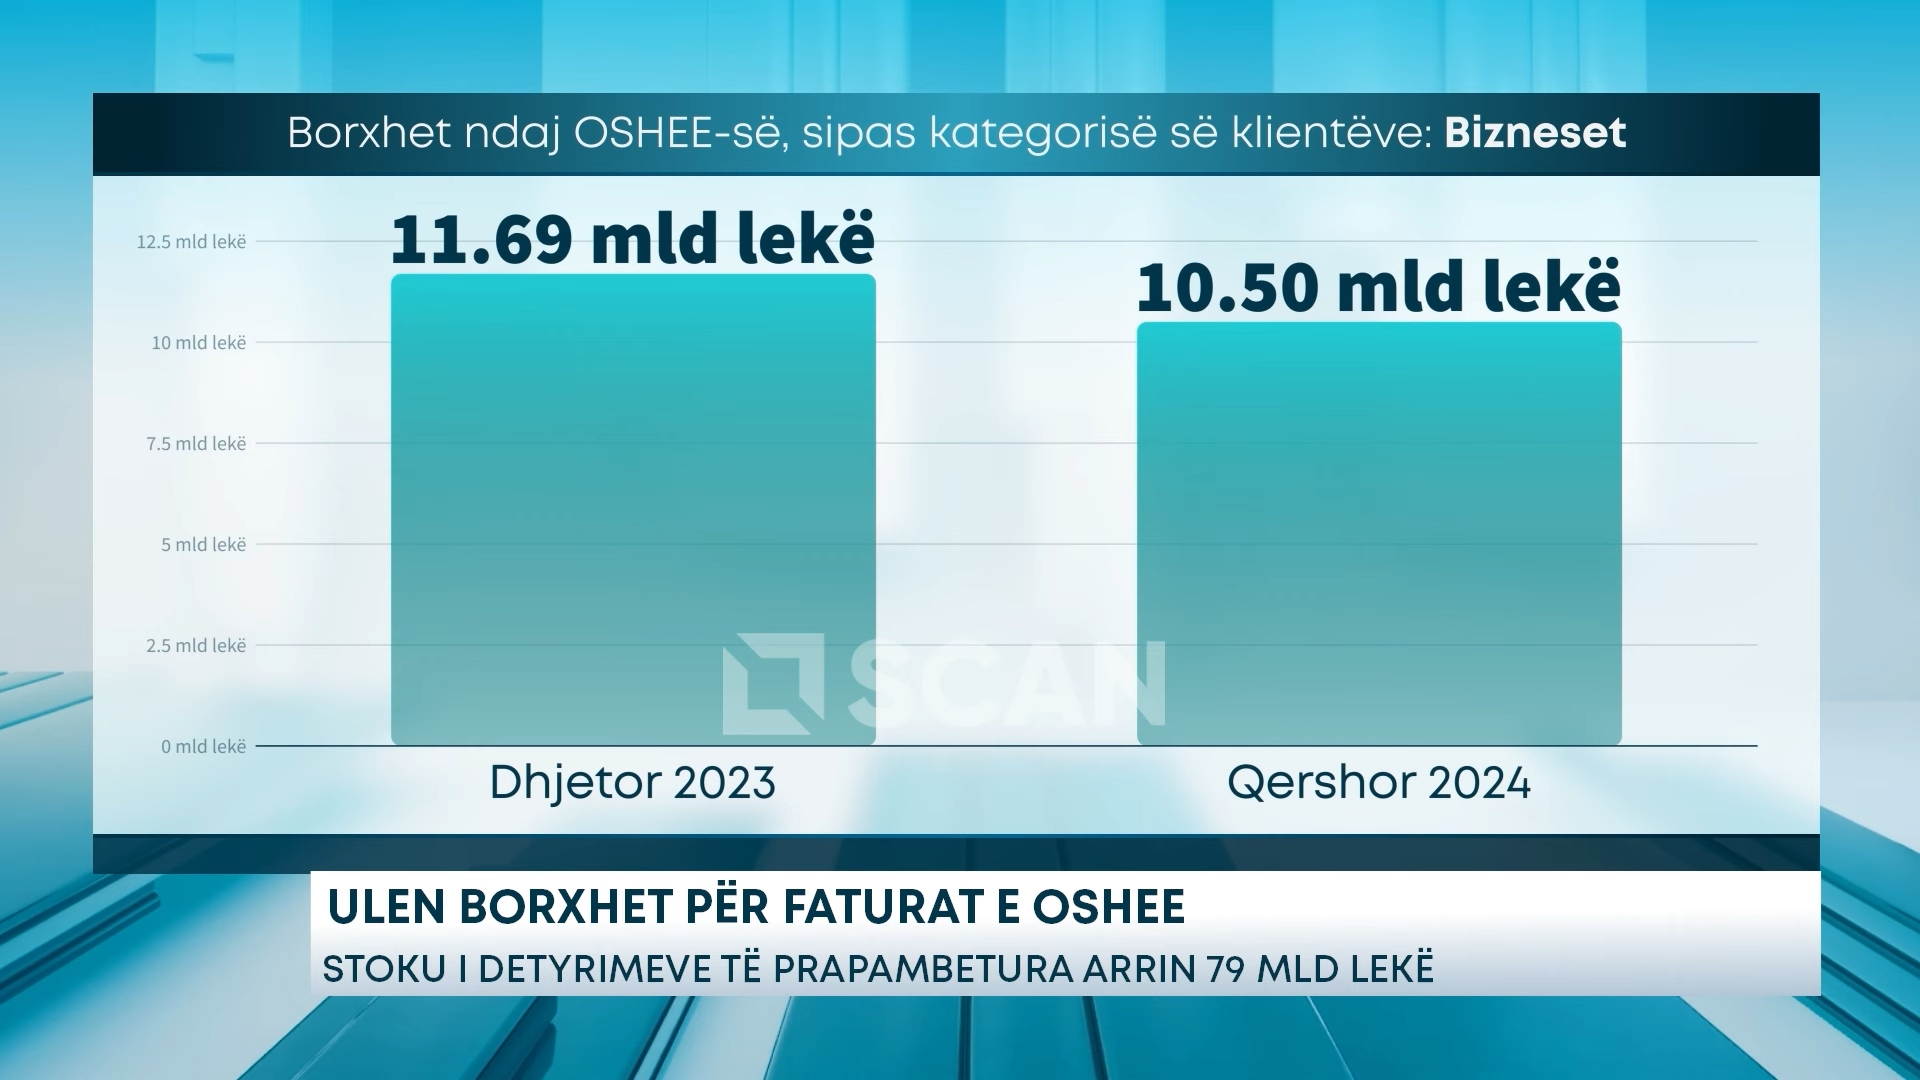 Borxhet ndaj OSHEE-së, sipas kategorisë së klientëve: Bizneset
12.5 mld lekë
10 mld lekë
7.5 mld lekë
5 mld lekë
2.5 mld lekë
0 mld lekë
11.69 mld lekë
10.50 mld lekë
SCAN
Dhjetor 2023
Qershor 2024
ULEN BORXHET PËR FATURAT E OSHEE
STOKU I DETYRIMEVE TË PRAPAMBETURA ARRIN 79 MLD LEKË